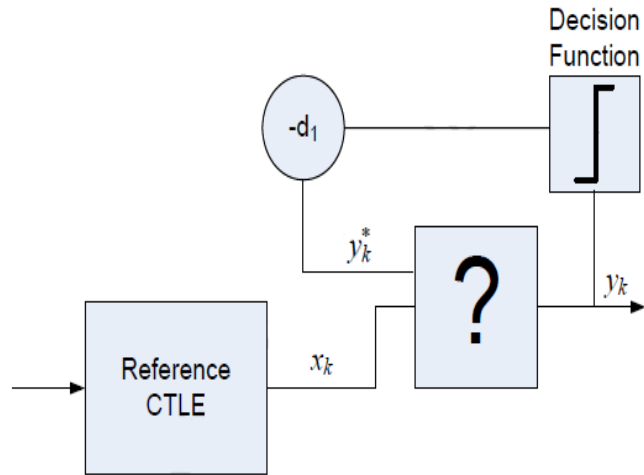 Decision
Function
-d₁
y*ₖ
?
yₖ
Reference
CTLE
xₖ